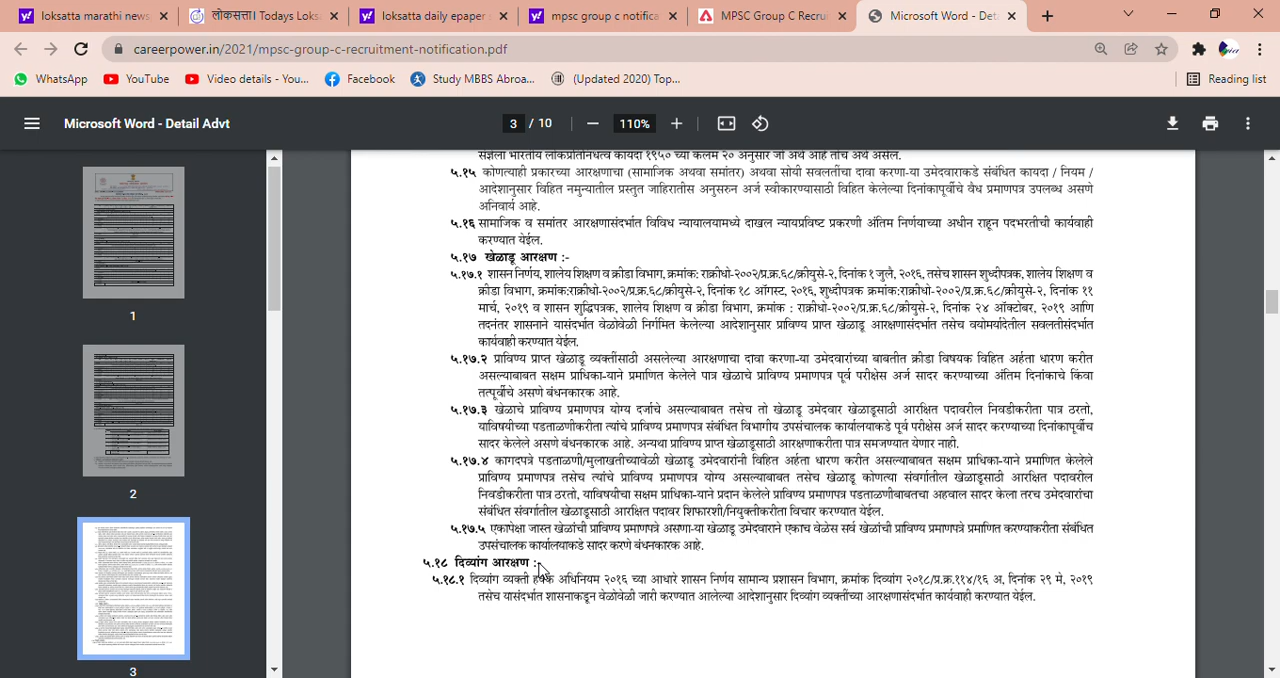 loksatta marathi news
लोकसत्ता। Todays Loks
loksatta daily epaper
mpsc group c notifica
MPSC Group C Recrui
Microsoft Word - Deta
careerpower.in/2021/mpsc-group-c-recruitment-notification.pdf
WhatsApp
YouTube
Video details - You...
Facebook
Study MBBS Abroa...
(Updated 2020) Top...
Reading list
Microsoft Word - Detail Advt
3 / 10
110%
1
2
3
संज्ञेला भारतीय लोकप्रतिनिधित्व कायदा १९५० च्या कलम २० अनुसार जो अर्थ आहे तोच अर्थ असेल.
५.१५ कोणत्याही प्रकारच्या आरक्षणाचा (सामाजिक अथवा समांतर) अथवा सोयी सवलतींचा दावा करणा-या उमेदवाराकडे संबंधित कायदा / नियम /
आदेशानुसार विहित नमुन्यातील प्रस्तुत जाहिरातीस अनुसरुन अर्ज स्वीकारण्यासाठी विहित केलेल्या दिनांकापूर्वीचे वैध प्रमाणपत्र उपलब्ध असणे
अनिवार्य आहे.
५.१६ सामाजिक व समांतर आरक्षणासंदर्भात विविध न्यायालयामध्ये दाखल न्यायप्रविष्ट प्रकरणी अंतिम निर्णयाच्या अधीन राहून पदभरतीची कार्यवाही
करण्यात येईल.
५.१७ खेळाडू आरक्षण :-
५.१७.१ शासन निर्णय, शालेय शिक्षण व क्रीडा विभाग, क्रमांक: राक्रीधो-२००२/प्र.क्र.६८/क्रीयुसे-२, दिनांक १ जुलै, २०१६, तसेच शासन शुध्दीपत्रक, शालेय शिक्षण व
क्रीडा विभाग, क्रमांक:राक्रीधो-२००२/प्र.क्र.६८/क्रीयुसे-२, दिनांक १८ ऑगस्ट, २०१६, शुध्दीपत्रक क्रमांक:राक्रीधो-२००२/प्र.क्र.६८/क्रीयुसे-२, दिनांक ११
मार्च, २०१९ व शासन शुद्धिपत्रक, शालेय शिक्षण व क्रीडा विभाग, क्रमांक : राक्रीधो-२००२/प्र.क्र.६८/क्रीयुसे-२, दिनांक २४ ऑक्टोबर, २०१९ आणि
तदनंतर शासनाने यासंदर्भात वेळोवेळी निर्गमित केलेल्या आदेशानुसार प्राविण्य प्राप्त खेळाडू आरक्षणासंदर्भात तसेच वयोमर्यादेतील सवलतीसंदर्भात
कार्यवाही करण्यात येईल.
५.१७.२ प्राविण्य प्राप्त खेळाडू व्यक्तींसाठी असलेल्या आरक्षणाचा दावा करणा-या उमेदवारांच्या बाबतीत क्रीडा विषयक विहित अर्हता धारण करीत
असल्याबाबत सक्षम प्राधिका-याने प्रमाणित केलेले पात्र खेळाचे प्राविण्य प्रमाणपत्र पूर्व परीक्षेस अर्ज सादर करण्याच्या अंतिम दिनांकाचे किंवा
तत्पूर्वीचे असणे बंधनकारक आहे.
५.१७.३ खेळाचे प्राविण्य प्रमाणपत्र योग्य दर्जाचे असल्याबाबत तसेच तो खेळाडू उमेदवार खेळाडूसाठी आरक्षित पदावरील निवडीकरीता पात्र ठरतो,
याविषयीच्या पडताळणीकरीता त्यांचे प्राविण्य प्रमाणपत्र संबंधित विभागीय उपसंचालक कार्यालयाकडे पूर्व परीक्षेस अर्ज सादर करण्याच्या दिनांकापूर्वीच
सादर केलेले असणे बंधनकारक आहे. अन्यथा प्राविण्य प्राप्त खेळाडूसाठी आरक्षणाकरीता पात्र समजण्यात येणार नाही.
५.१७.४ कागदपत्रे पडताळणी/मुलाखतीच्यावेळी खेळाडू उमेदवारांनी विहित अर्हता धारण करीत असल्याबाबत सक्षम प्राधिका-याने प्रमाणित केलेले
प्राविण्य प्रमाणपत्र तसेच त्यांचे प्राविण्य प्रमाणपत्र योग्य असल्याबाबत तसेच खेळाडू कोणत्या संवर्गातील खेळाडूसाठी आरक्षित पदावरील
निवडीकरीता पात्र ठरतो, याविषयीचा सक्षम प्राधिका-याने प्रदान केलेले प्राविण्य प्रमाणपत्र पडताळणीबाबतचा अहवाल सादर केला तरच उमेदवारांचा
संबंधित संवर्गातील खेळाडूसाठी आरक्षित पदावर शिफारशी/नियुक्तीकरीता विचार करण्यात येईल.
५.१७.५ एकापेक्षा जास्त खेळांची प्राविण्य प्रमाणपत्रे असणा-या खेळाडू उमेदवाराने एकाच वेळेस सर्व खेळांची प्राविण्य प्रमाणपत्रे प्रमाणित करण्याकरीता संबंधित
उपसंचालक कार्यालयाकडे सादर करणे बंधनकारक आहे.
५.१८ दिव्यांग आरक्षण :
५.१८.१ दिव्यांग व्यक्ती हक्क अधिनियम २०१६ च्या आधारे शासन निर्णय सामान्य प्रशासन विभाग क्रमांक दिव्यांग २०१८/प्र.क्र.११४/१६ अ, दिनांक २९ मे, २०१९
तसेच यासंदर्भात शासनाकडून वेळोवेळी जारी करण्यात आलेल्या आदेशानुसार दिव्यांग व्यक्तींच्या आरक्षणासंदर्भात कार्यवाही करण्यात येईल.